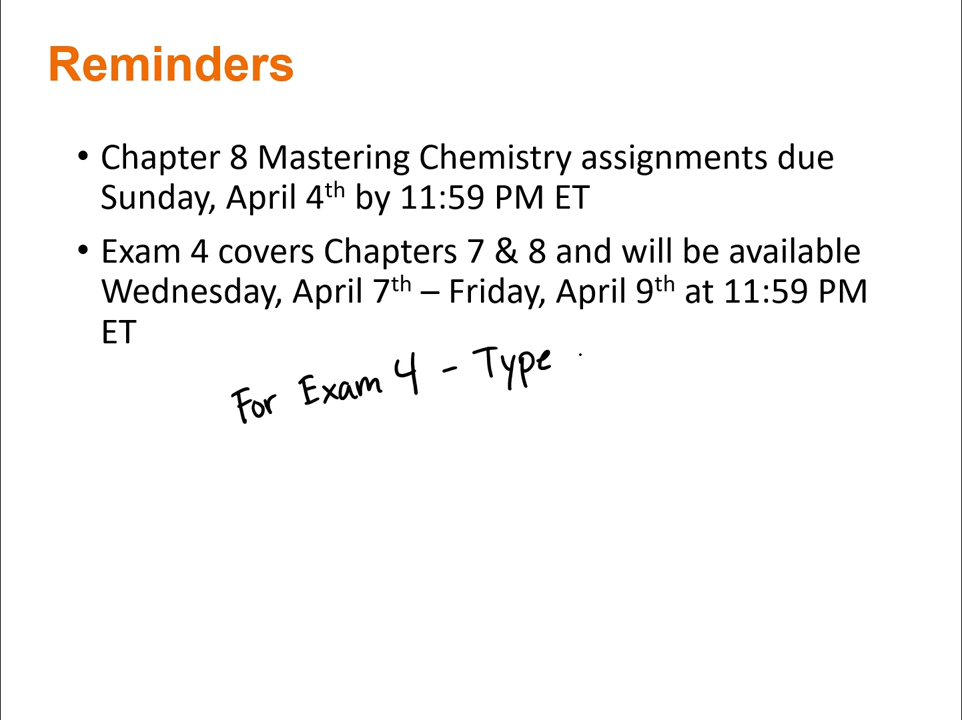 Reminders
• Chapter 8 Mastering Chemistry assignments due
Sunday, April 4th by 11:59 PM ET
• Exam 4 covers Chapters 7 & 8 and will be available
Wednesday, April 7th – Friday, April 9th at 11:59 PM
ET
For Exam 4 - Type